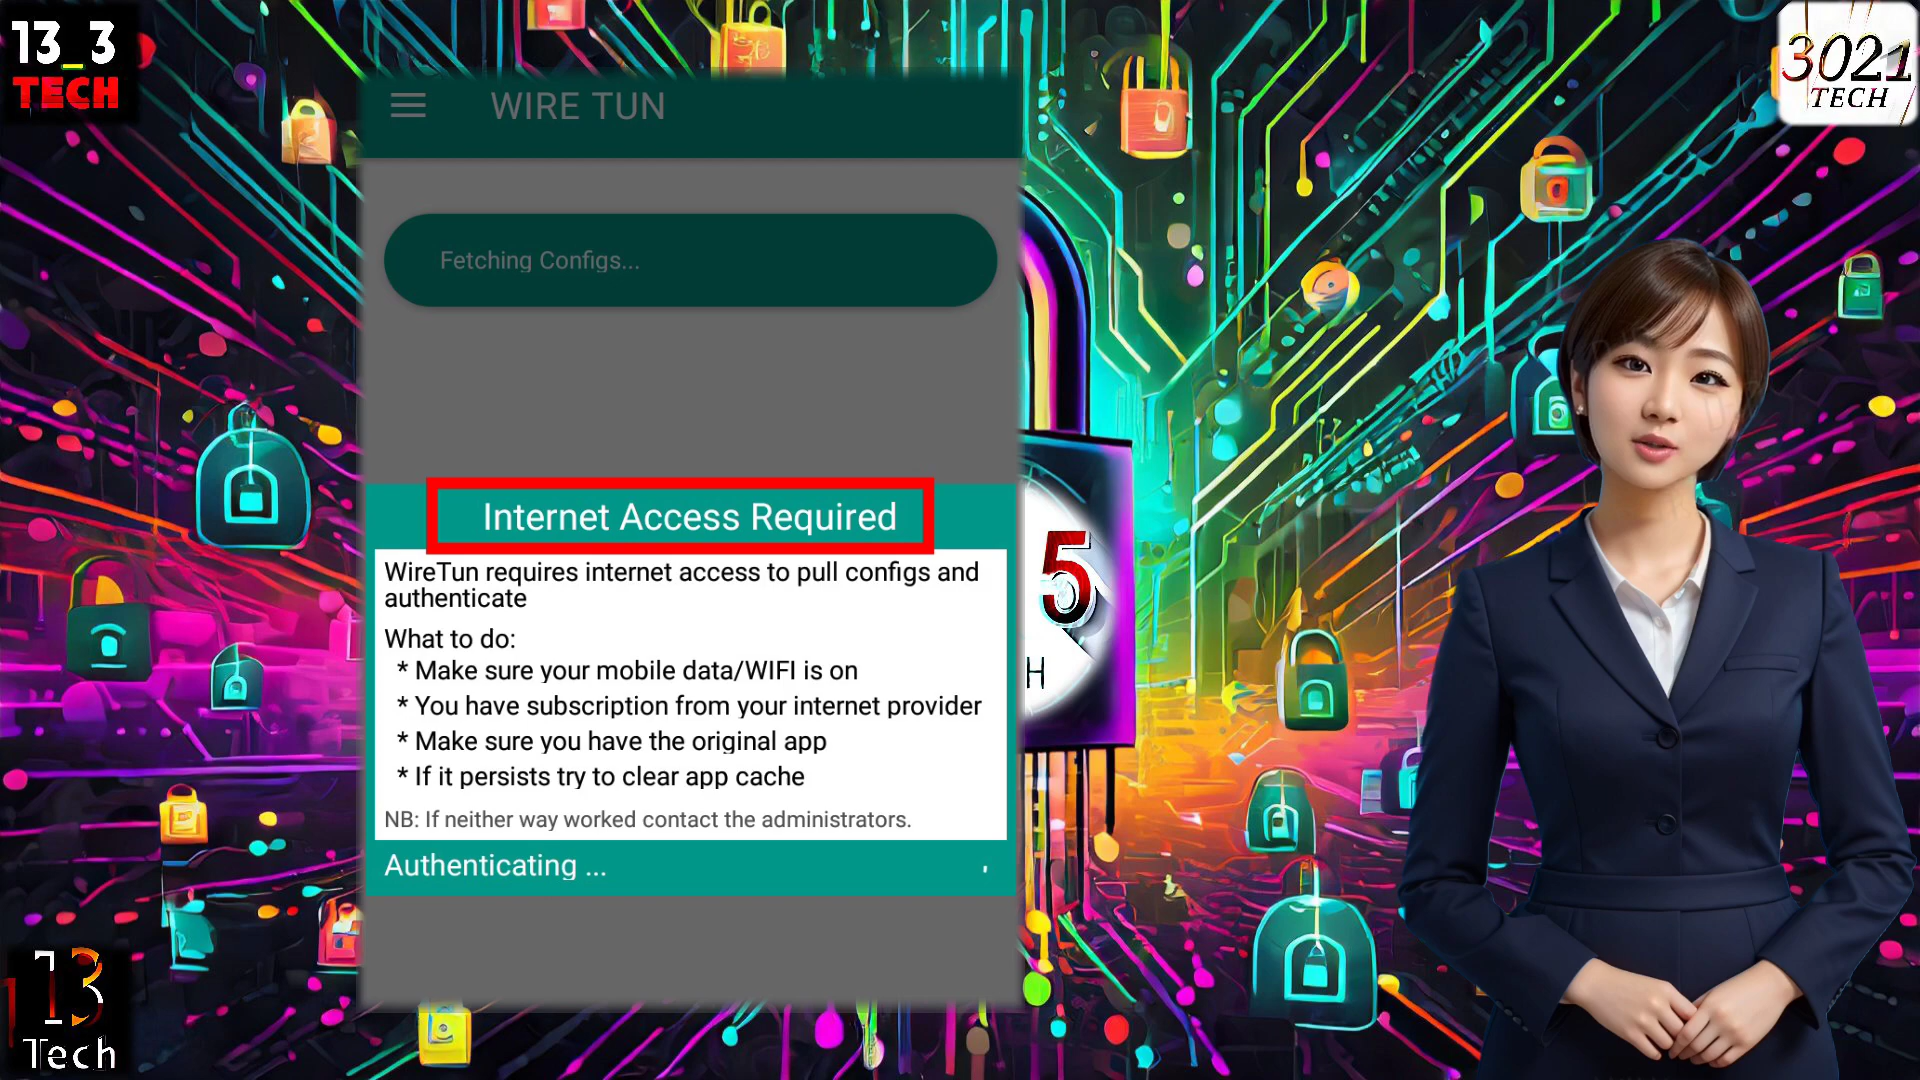 13_3
TECH
3021
TECH
WIRE TUN
Fetching Configs...
Internet Access Required
WireTun requires internet access to pull configs and
authenticate
What to do:
* Make sure your mobile data/WIFI is on
* You have subscription from your internet provider
* Make sure you have the original app
* If it persists try to clear app cache
NB: If neither way worked contact the administrators.
Authenticating ...
5
H
13
Tech